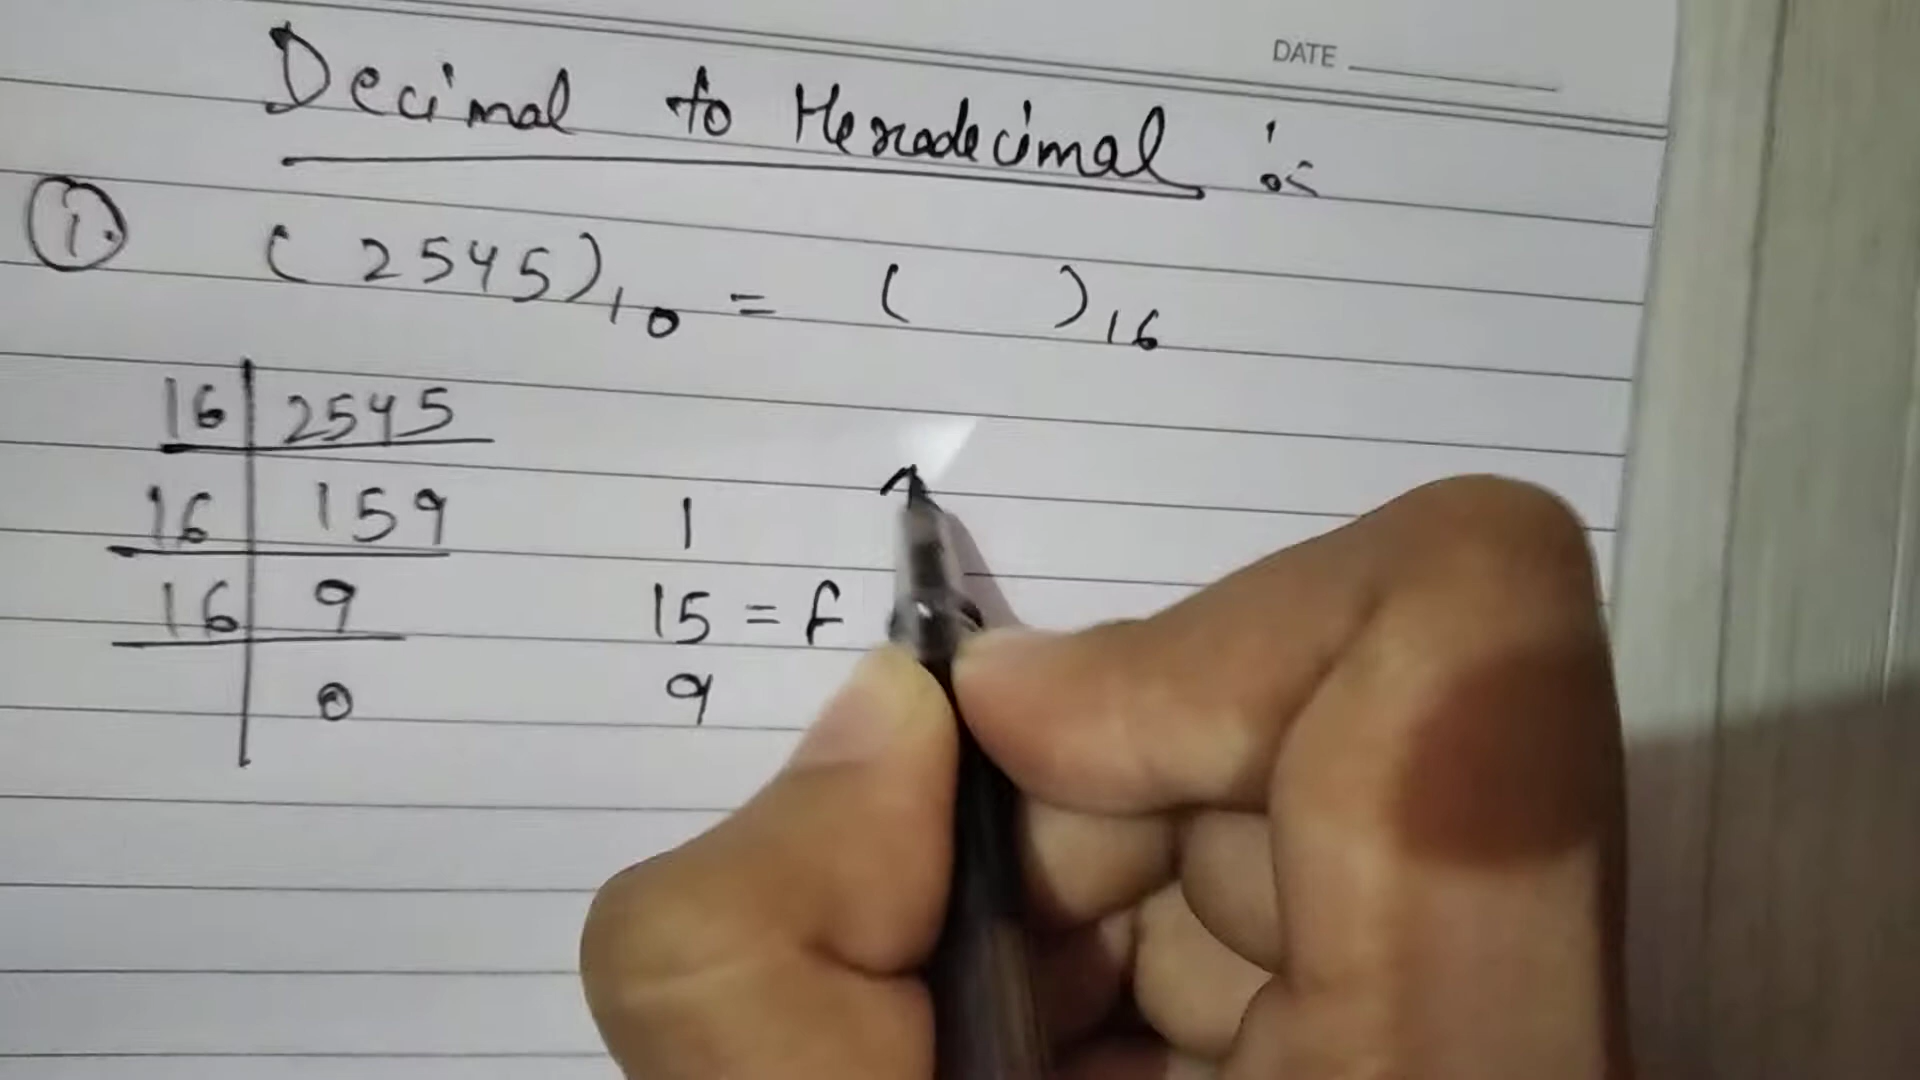 DATE
Decimal to Hexadecimal :-
1. (2545)10 = ( )16
16 2545
16 159 1
16 9 15 = f
0 9